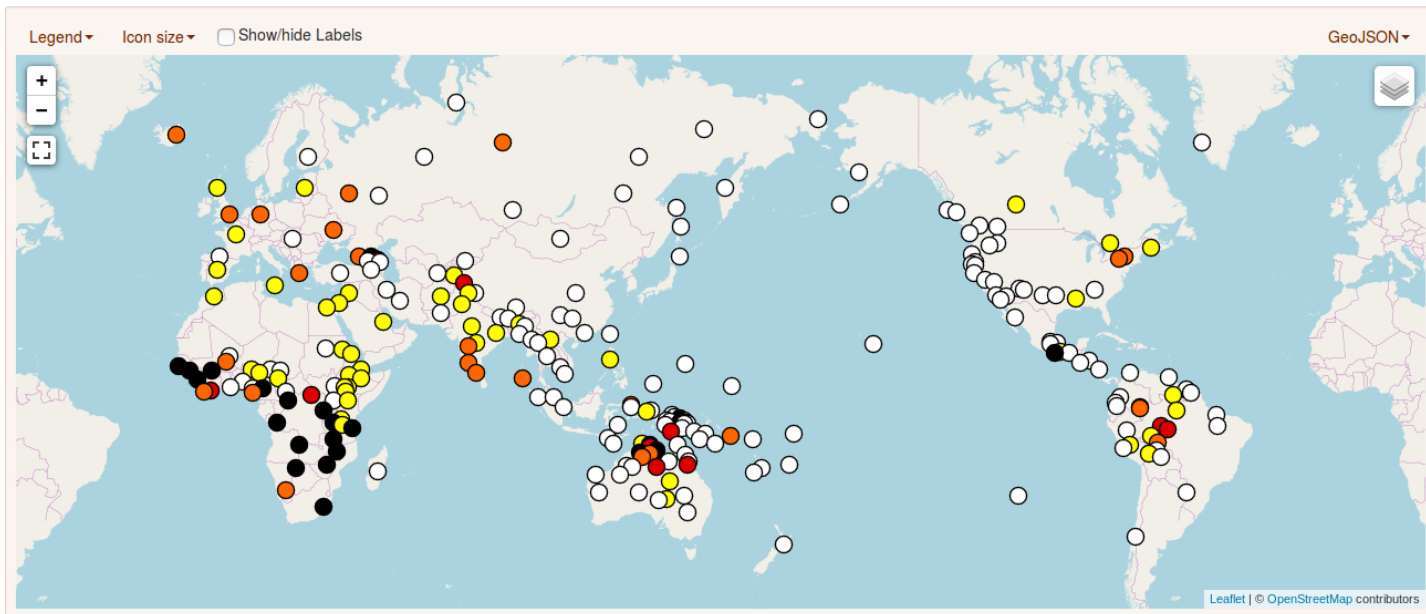 Legend
Icon size
Show/hide Labels
GeoJSON
+
−
Leaflet | © OpenStreetMap contributors